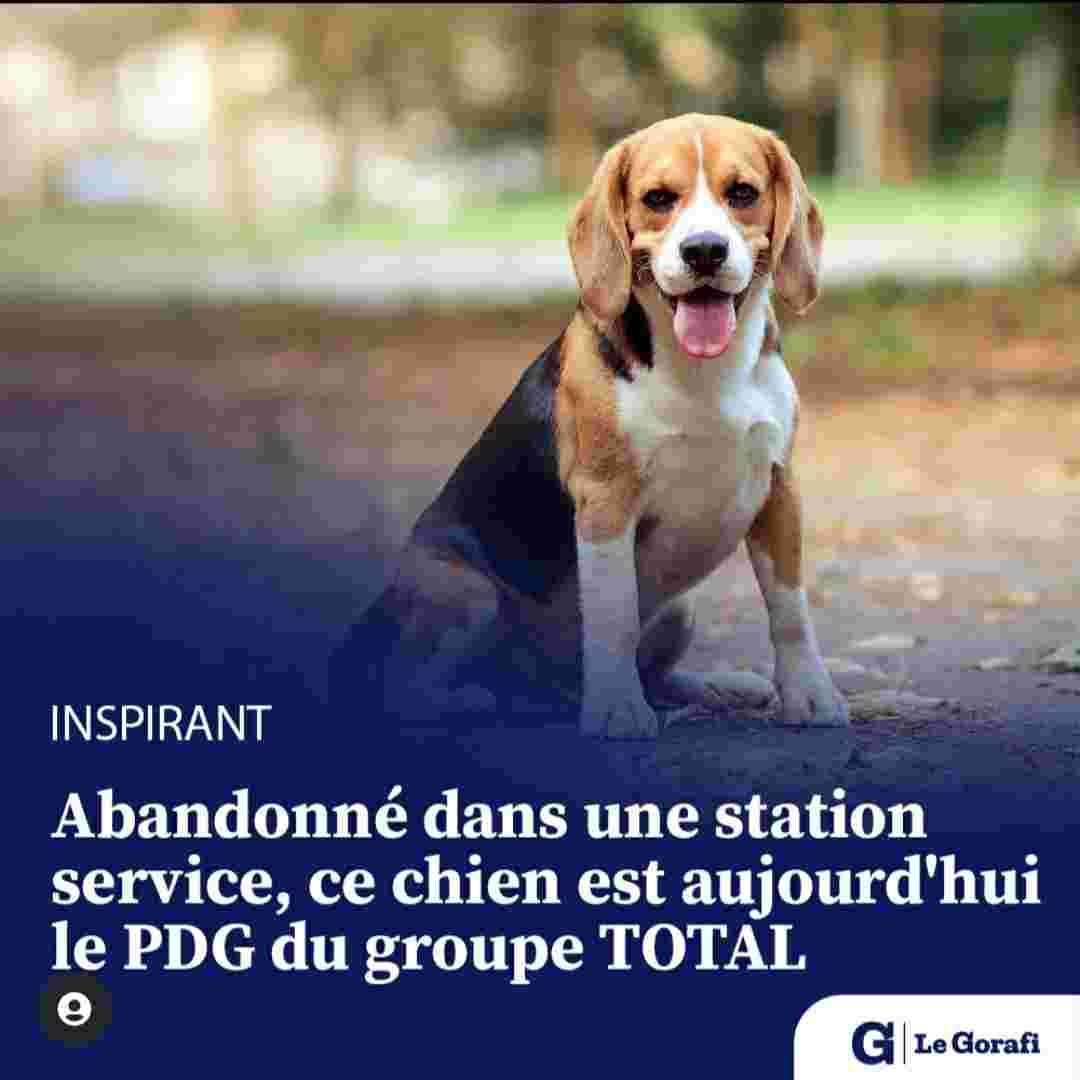 INSPIRANT
Abandonné dans une station
service, ce chien est aujourd'hui
le PDG du groupe TOTAL
G | Le Gorafi